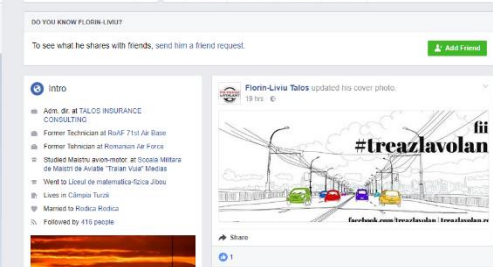 DO YOU KNOW FLORIN-LIVIU?
To see what he shares with friends, send him a friend request.
Add Friend
Intro
Adm. dir. at TALOS INSURANCE
CONSULTING
Former Technician at RoAF 71st Air Base
Former Tehnician at Romanian Air Force
Studied Maistru avion-motor. at Scoala Militara
de Maistri de Aviatie "Traian Vuia" Medias
Went to Liceul de matematica-fizica Jibou
Lives in Câmpia Turzii
Married to Rodica Rodica
Followed by 416 people
Florin-Liviu Talos updated his cover photo.
19 hrs ·
fii
#treazlavolan
facebook.com/treazlavolan | treazlavolan.ro
Share
1